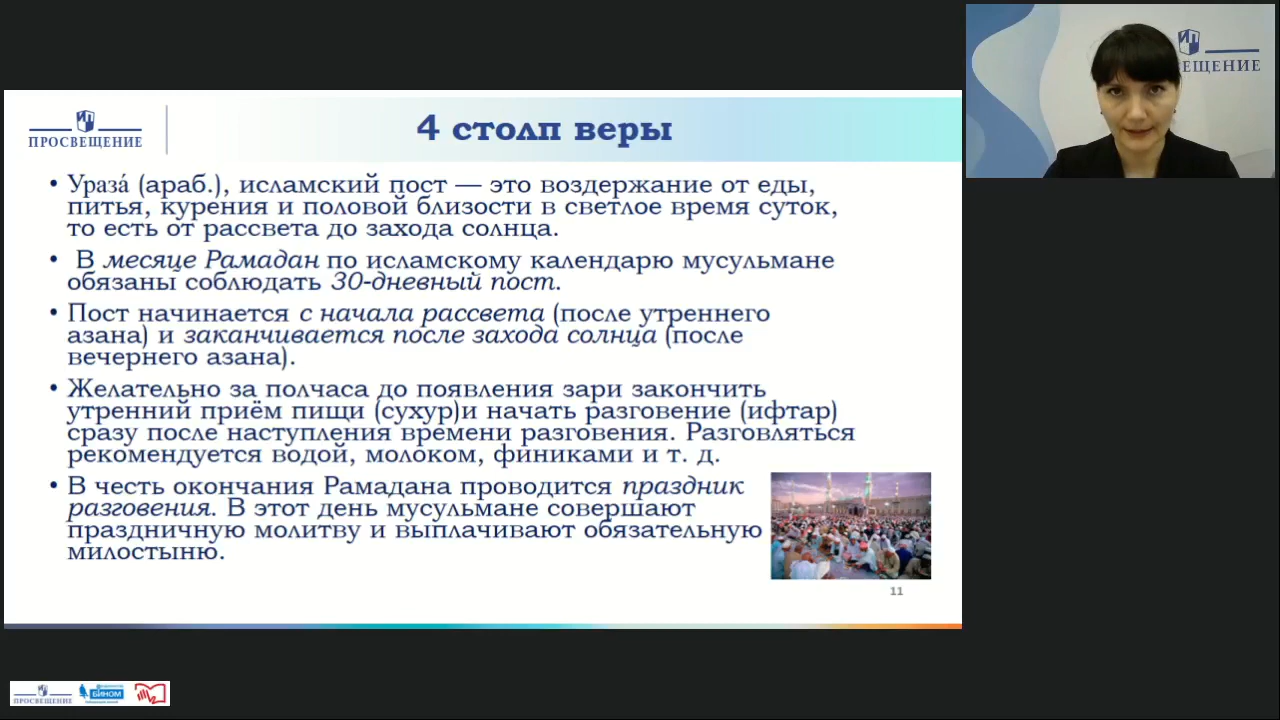 ЕЩЕНИЕ
ПРОСВЕЩЕНИЕ
4 столп веры
• Ураза́ (араб.), исламский пост — это воздержание от еды,
питья, курения и половой близости в светлое время суток,
то есть от рассвета до захода солнца.
• В месяце Рамадан по исламскому календарю мусульмане
обязаны соблюдать 30-дневный пост.
• Пост начинается с начала рассвета (после утреннего
азана) и заканчивается после захода солнца (после
вечернего азана).
• Желательно за полчаса до появления зари закончить
утренний приём пищи (сухур)и начать разговение (ифтар)
сразу после наступления времени разговения. Разговляться
рекомендуется водой, молоком, финиками и т. д.
• В честь окончания Рамадана проводится праздник
разговения. В этот день мусульмане совершают
праздничную молитву и выплачивают обязательную
милостыню.
11
ПРОСВЕЩЕНИЕ
БИНОМ